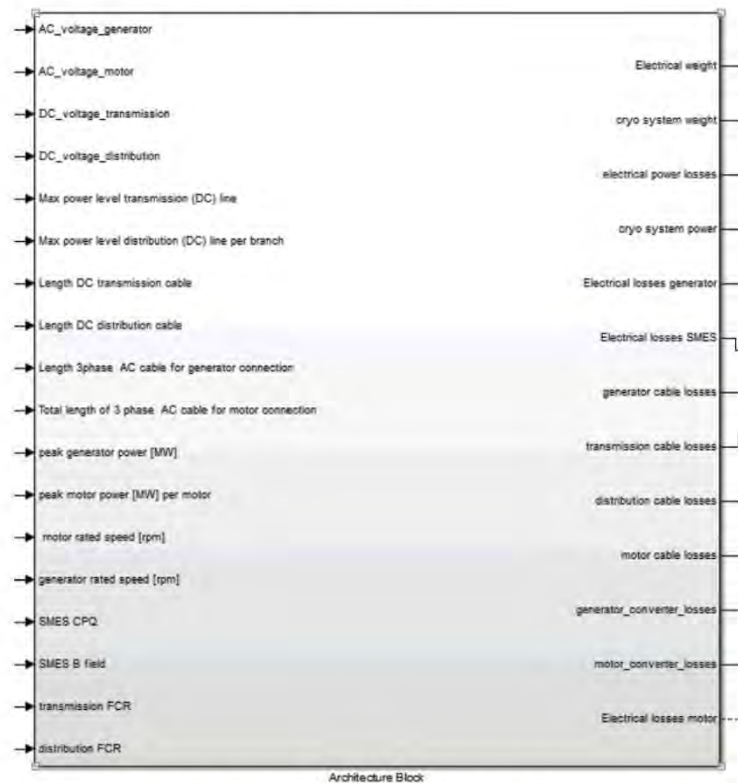 AC_voltage_generator
AC_voltage_motor
DC_voltage_transmission
DC_voltage_distribution
Max power level transmission (DC) line
Max power level distribution (DC) line per branch
Length DC transmission cable
Length DC distribution cable
Length 3phase AC cable for generator connection
Total length of 3 phase AC cable for motor connection
peak generator power [MW]
peak motor power [MW] per motor
motor rated speed [rpm]
generator rated speed [rpm]
SMES CPQ
SMES B field
transmission FCR
distribution FCR
Electrical weight
cryo system weight
electrical power losses
cryo system power
Electrical losses generator
Electrical losses SMES
generator cable losses
transmission cable losses
distribution cable losses
motor cable losses
generator_converter_losses
motor_converter_losses
Electrical losses motor
Architecture Block